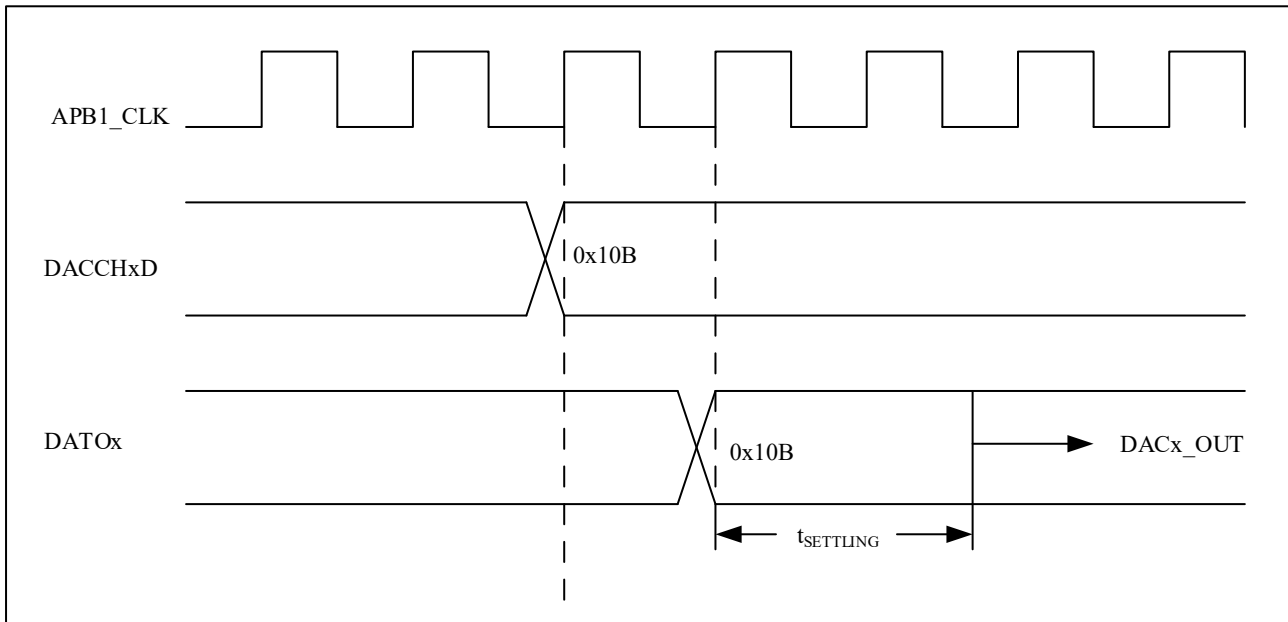 APB1_CLK
DACCHxD
0x10B
DATOx
0x10B
DACx_OUT
tSETTLING